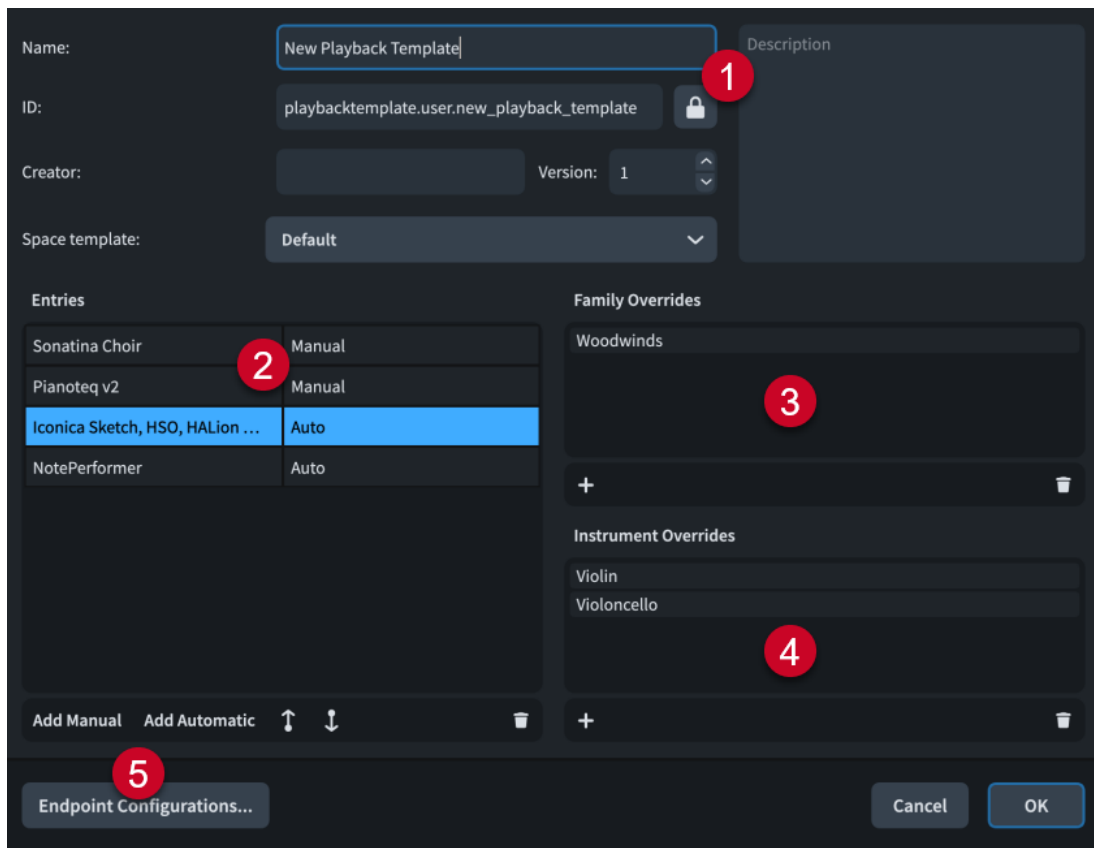 Name:
New Playback Template
Description
1
ID:
playbacktemplate.user.new_playback_template
Creator:
Version:
1
Space template:
Default
Entries
Sonatina Choir
Manual
2
Pianoteq v2
Manual
Iconica Sketch, HSO, HALion ...
Auto
NotePerformer
Auto
Add Manual
Add Automatic
Family Overrides
Woodwinds
3
Instrument Overrides
Violin
Violoncello
4
5
Endpoint Configurations...
Cancel
OK